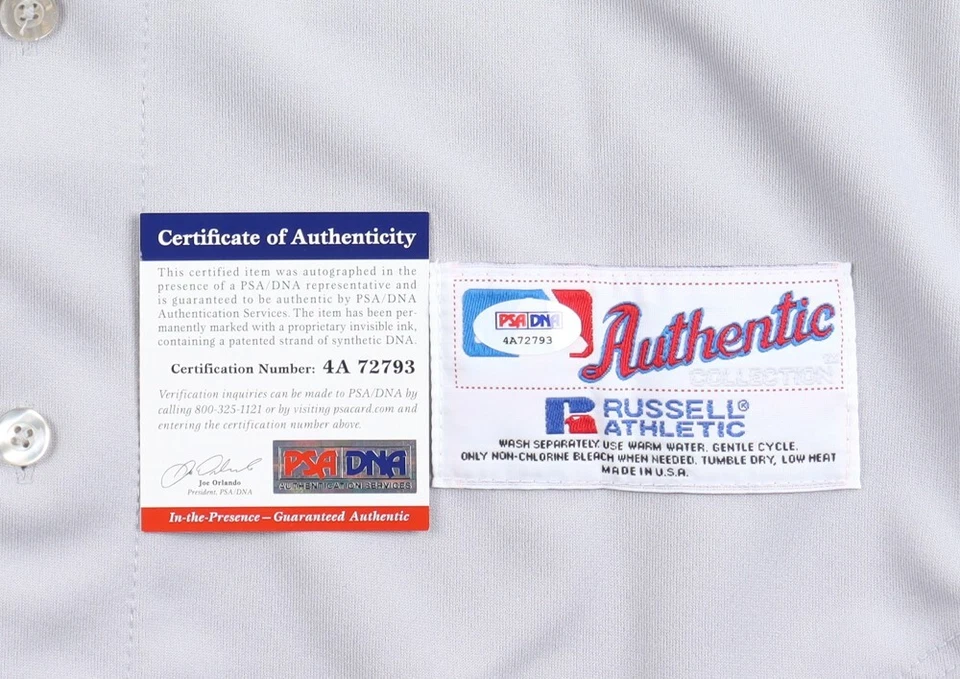 Certificate of Authenticity
This certified item was autographed in the
presence of a PSA/DNA representative and
is guaranteed to be authentic by PSA/DNA
Authentication Services. The item has been per-
manently marked with a proprietary invisible ink,
containing a patented strand of synthetic DNA.
Certification Number: 4A 72793
Verification inquiries can be made to PSA/DNA by
calling 800-325-1121 or by visiting psacard.com and
entering the certification number above.
Joe Orlando
President, PSA/DNA
PSA DNA
AUTHENTICATION SERVICES
In-the-Presence – Guaranteed Authentic
PSA DNA
4A72793
Authentic
COLLECTION
RUSSELL®
ATHLETIC
WASH SEPARATELY. USE WARM WATER. GENTLE CYCLE.
ONLY NON-CHLORINE BLEACH WHEN NEEDED. TUMBLE DRY, LOW HEAT
MADE IN U.S.A.